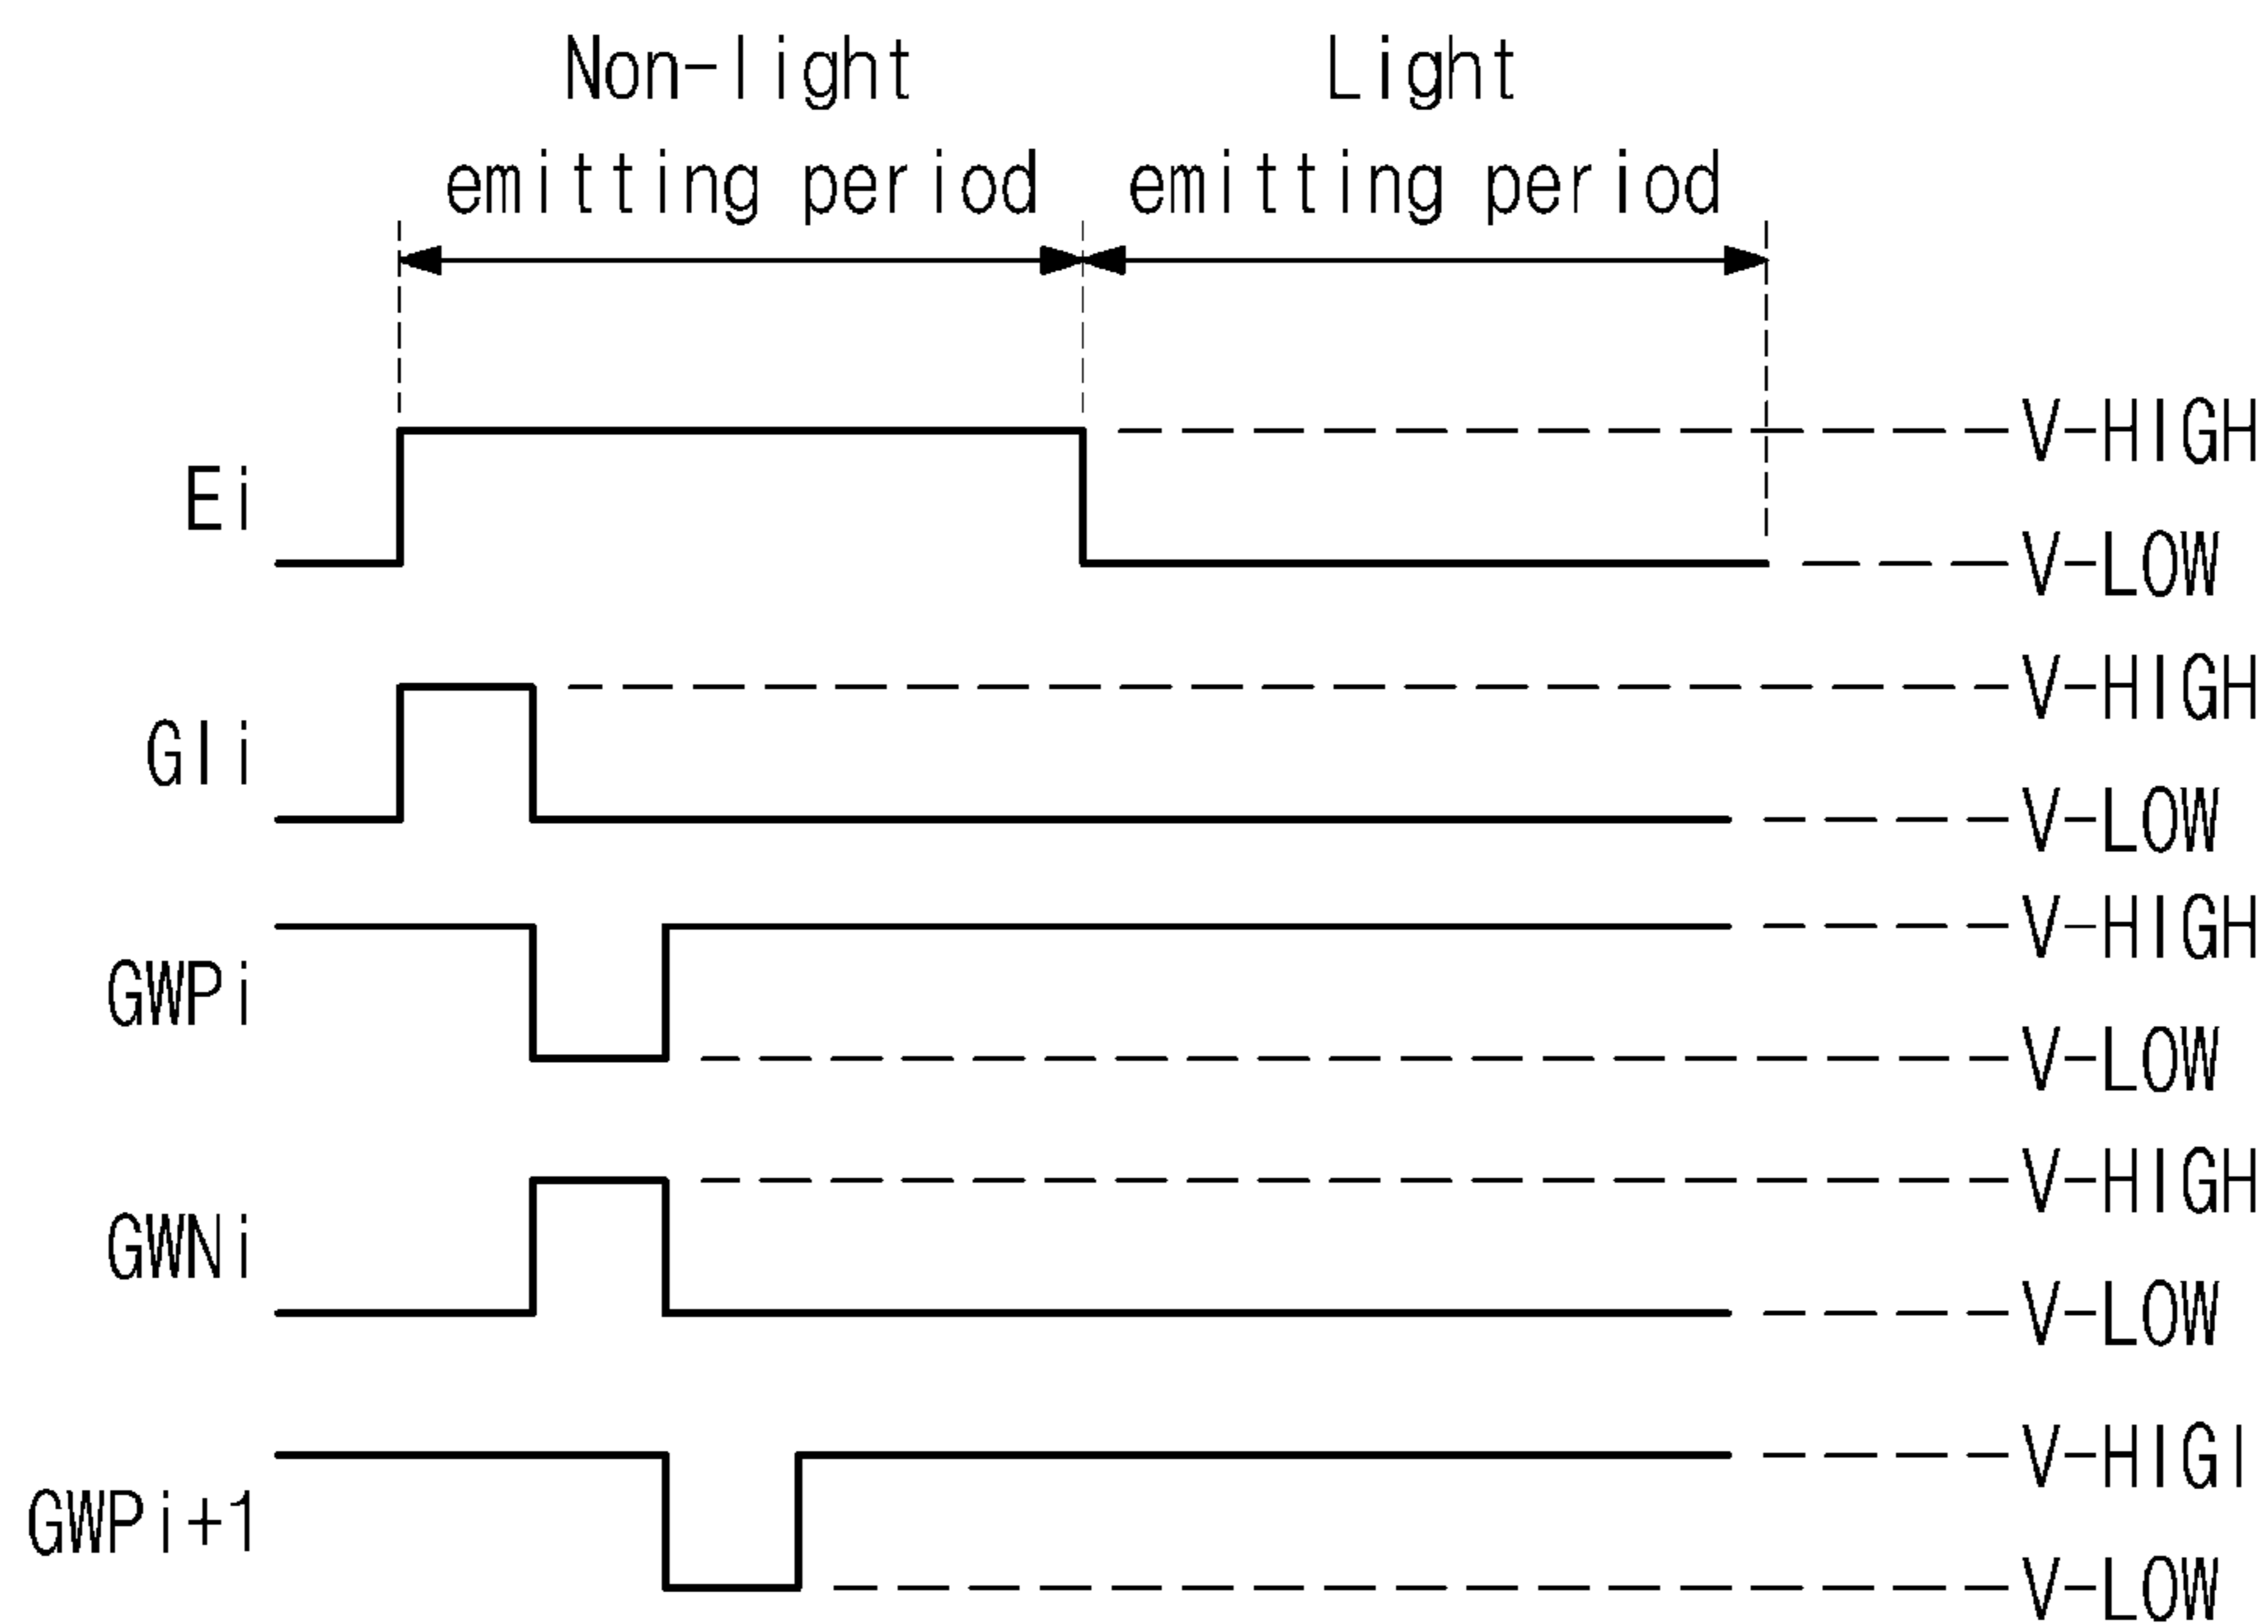 Non-light
emitting period
Light
emitting period
V-HIGH
Ei
V-LOW
V-HIGH
GIi
V-LOW
V-HIGH
GWPi
V-LOW
V-HIGH
GWNi
V-LOW
V-HIGI
GWPi+1
V-LOW